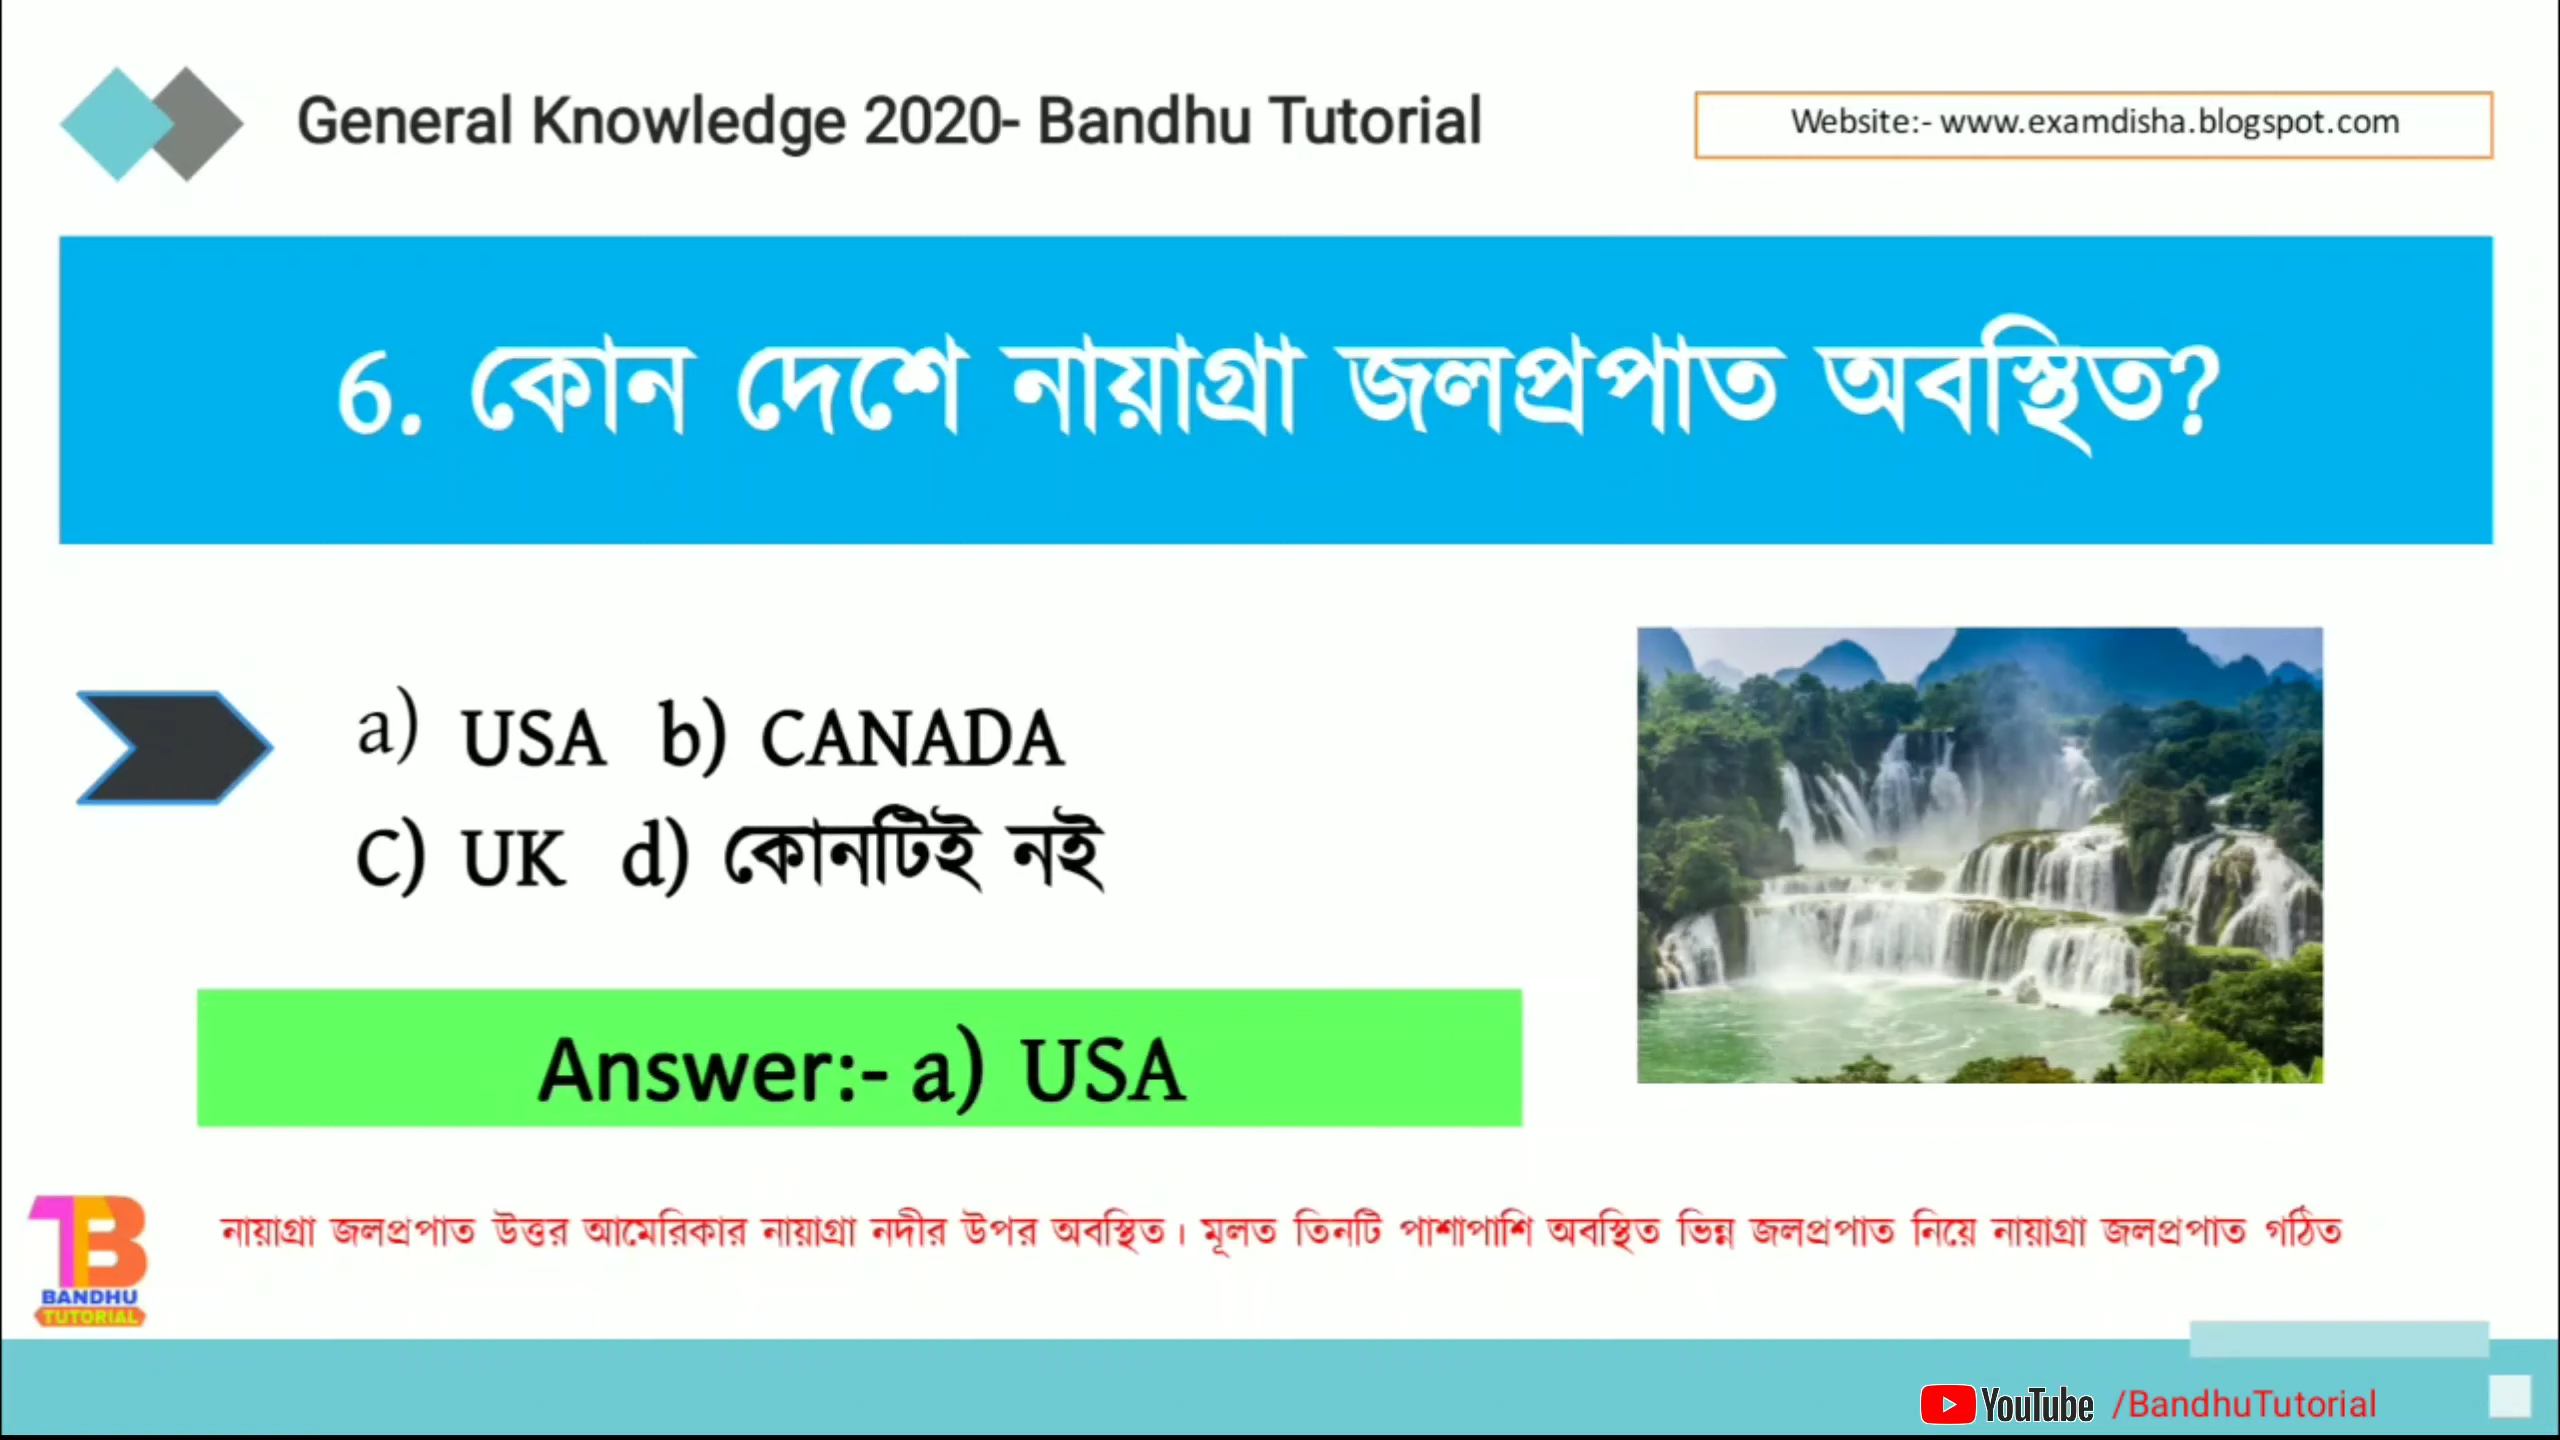 General Knowledge 2020- Bandhu Tutorial
Website:- www.examdisha.blogspot.com
6. কোন দেশে নায়াগ্রা জলপ্রপাত অবস্থিত?
a) USA b) CANADA
C) UK d) কোনটিই নই
Answer:- a) USA
নায়াগ্রা জলপ্রপাত উত্তর আমেরিকার নায়াগ্রা নদীর উপর অবস্থিত। মূলত তিনটি পাশাপাশি অবস্থিত ভিন্ন জলপ্রপাত নিয়ে নায়াগ্রা জলপ্রপাত গঠিত
TB
BANDHU
TUTORIAL
YouTube /BandhuTutorial